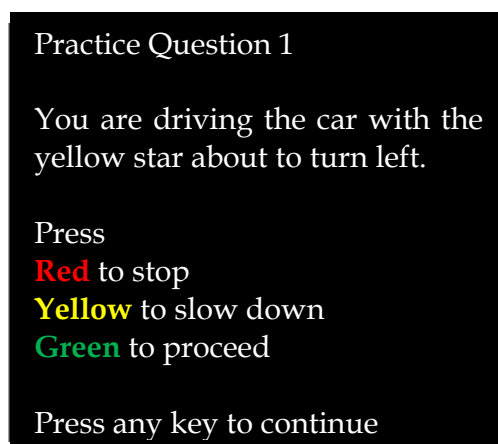 Practice Question 1
You are driving the car with the
yellow star about to turn left.
Press
Red to stop
Yellow to slow down
Green to proceed
Press any key to continue